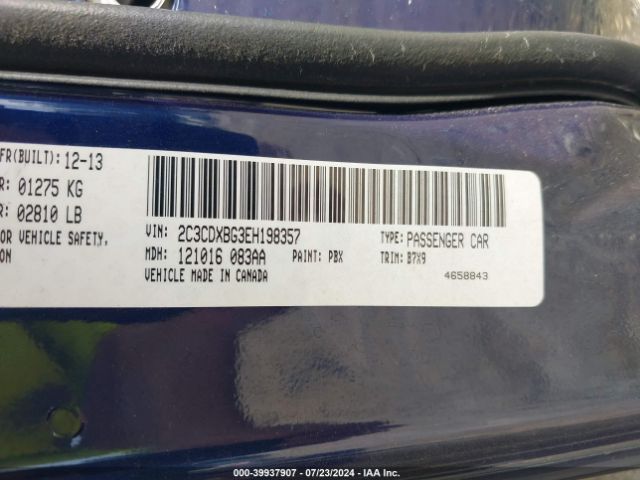 FR(BUILT): 12-13
R: 01275 KG
R: 02810 LB
OR VEHICLE SAFETY,
ON
VIN: 2C3CDXBG3EH198357
TYPE: PASSENGER CAR
MDH: 121016 083AA
PAINT: PBX
TRIM: B7X9
VEHICLE MADE IN CANADA
4658843
000-39937907 - 07/23/2024 - IAA Inc.